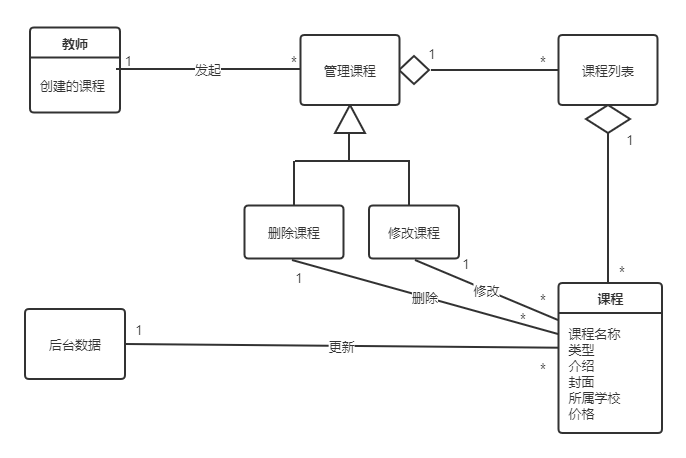 教师
创建的课程
1
发起
*
管理课程
1
*
课程列表
1
*
删除课程
修改课程
1
删除
*
1
修改
*
课程
课程名称
类型
介绍
封面
所属学校
价格
后台数据
1
更新
*